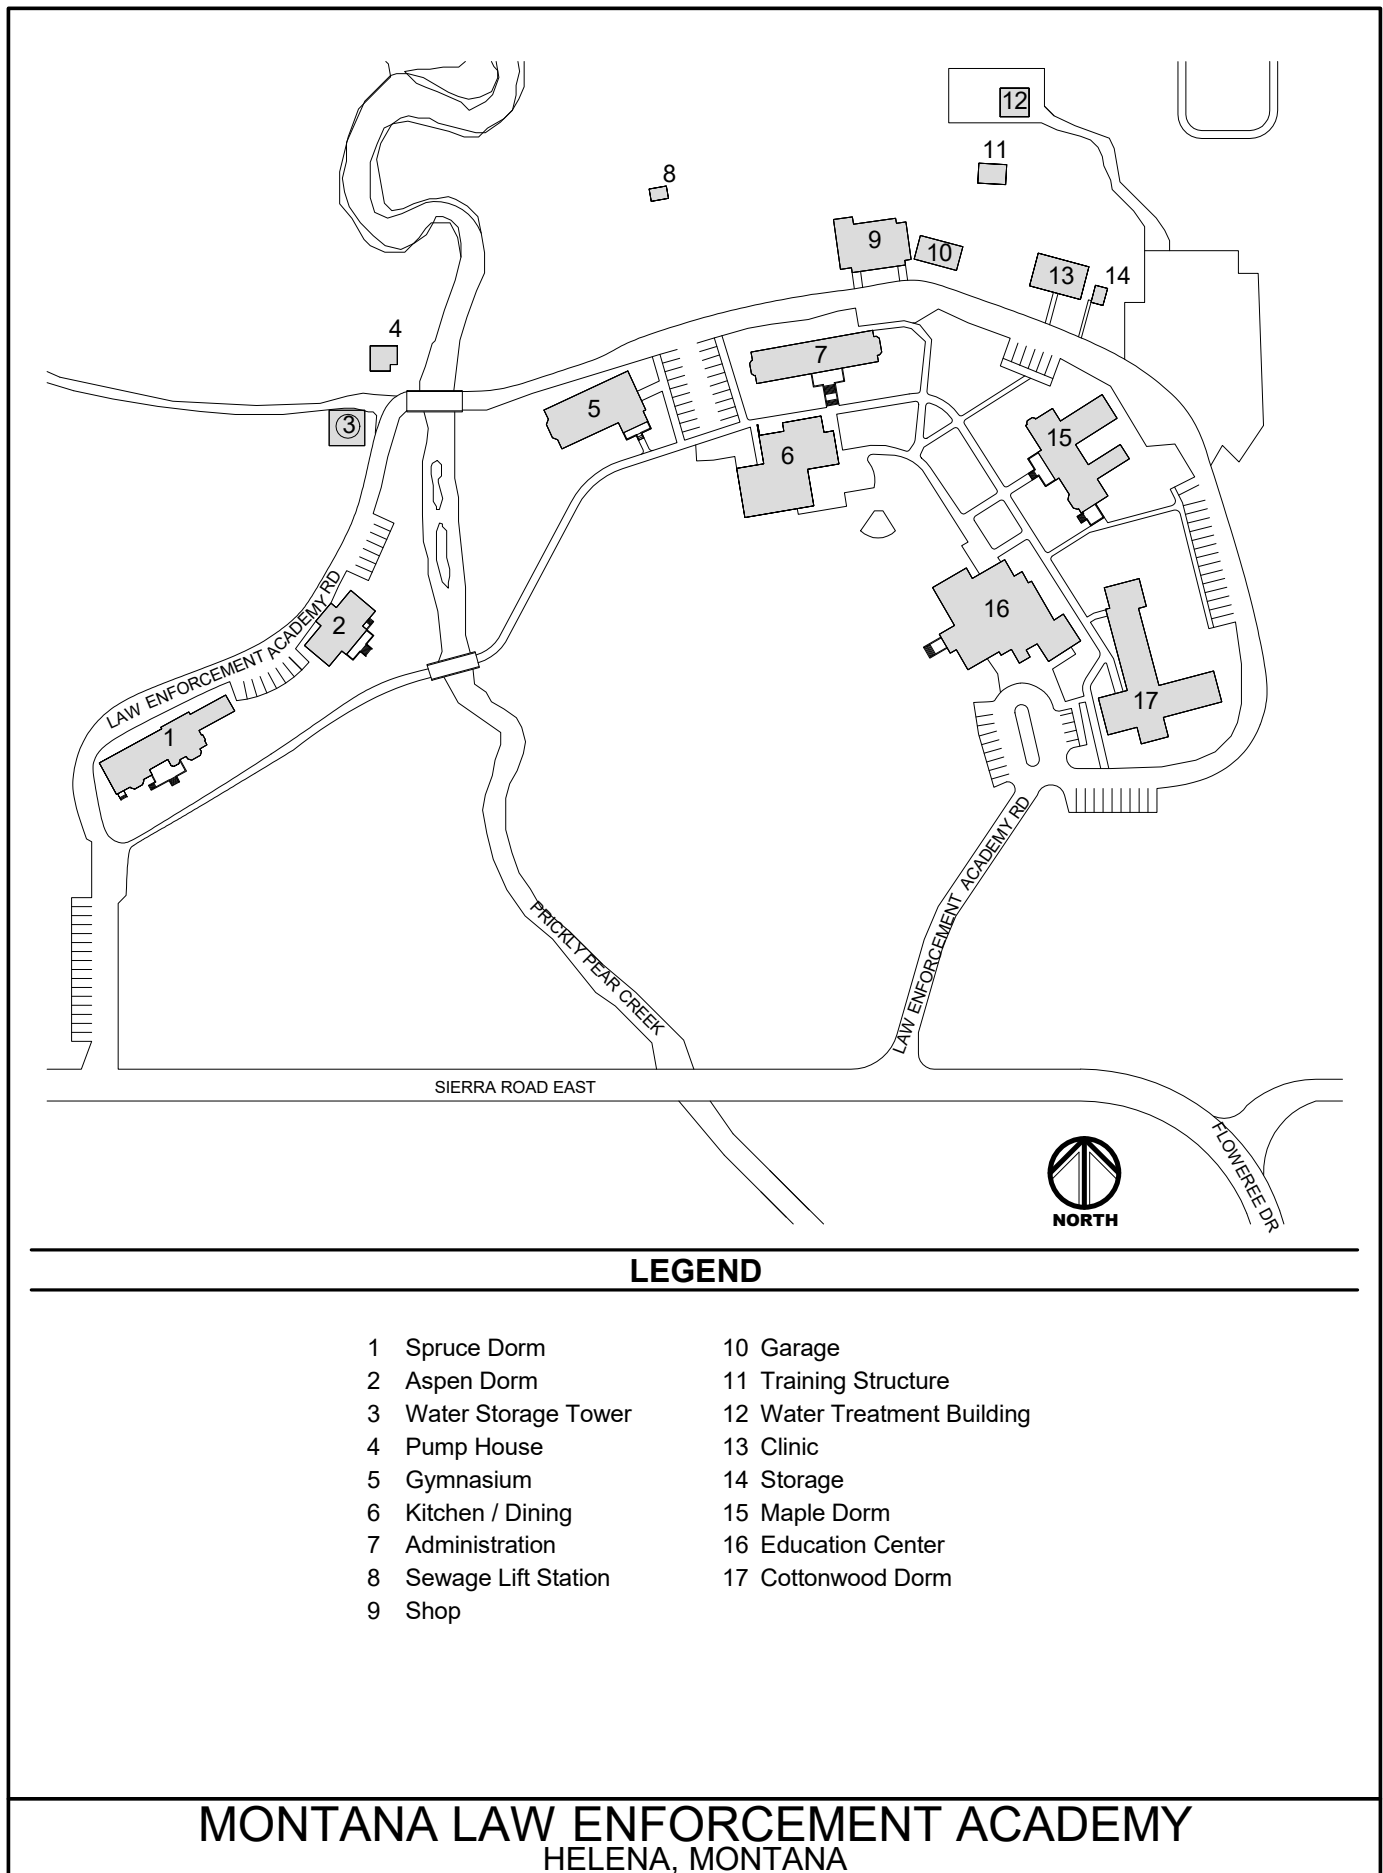 12
11
8
9
10
13
14
4
7
5
3
15
6
LAW ENFORCEMENT ACADEMY RD
2
16
17
1
LAW ENFORCEMENT ACADEMY RD
PRICKLY PEAR CREEK
SIERRA ROAD EAST
FLOWEREE DR
NORTH
LEGEND
1 Spruce Dorm
2 Aspen Dorm
3 Water Storage Tower
4 Pump House
5 Gymnasium
6 Kitchen / Dining
7 Administration
8 Sewage Lift Station
9 Shop
10 Garage
11 Training Structure
12 Water Treatment Building
13 Clinic
14 Storage
15 Maple Dorm
16 Education Center
17 Cottonwood Dorm
MONTANA LAW ENFORCEMENT ACADEMY
HELENA, MONTANA